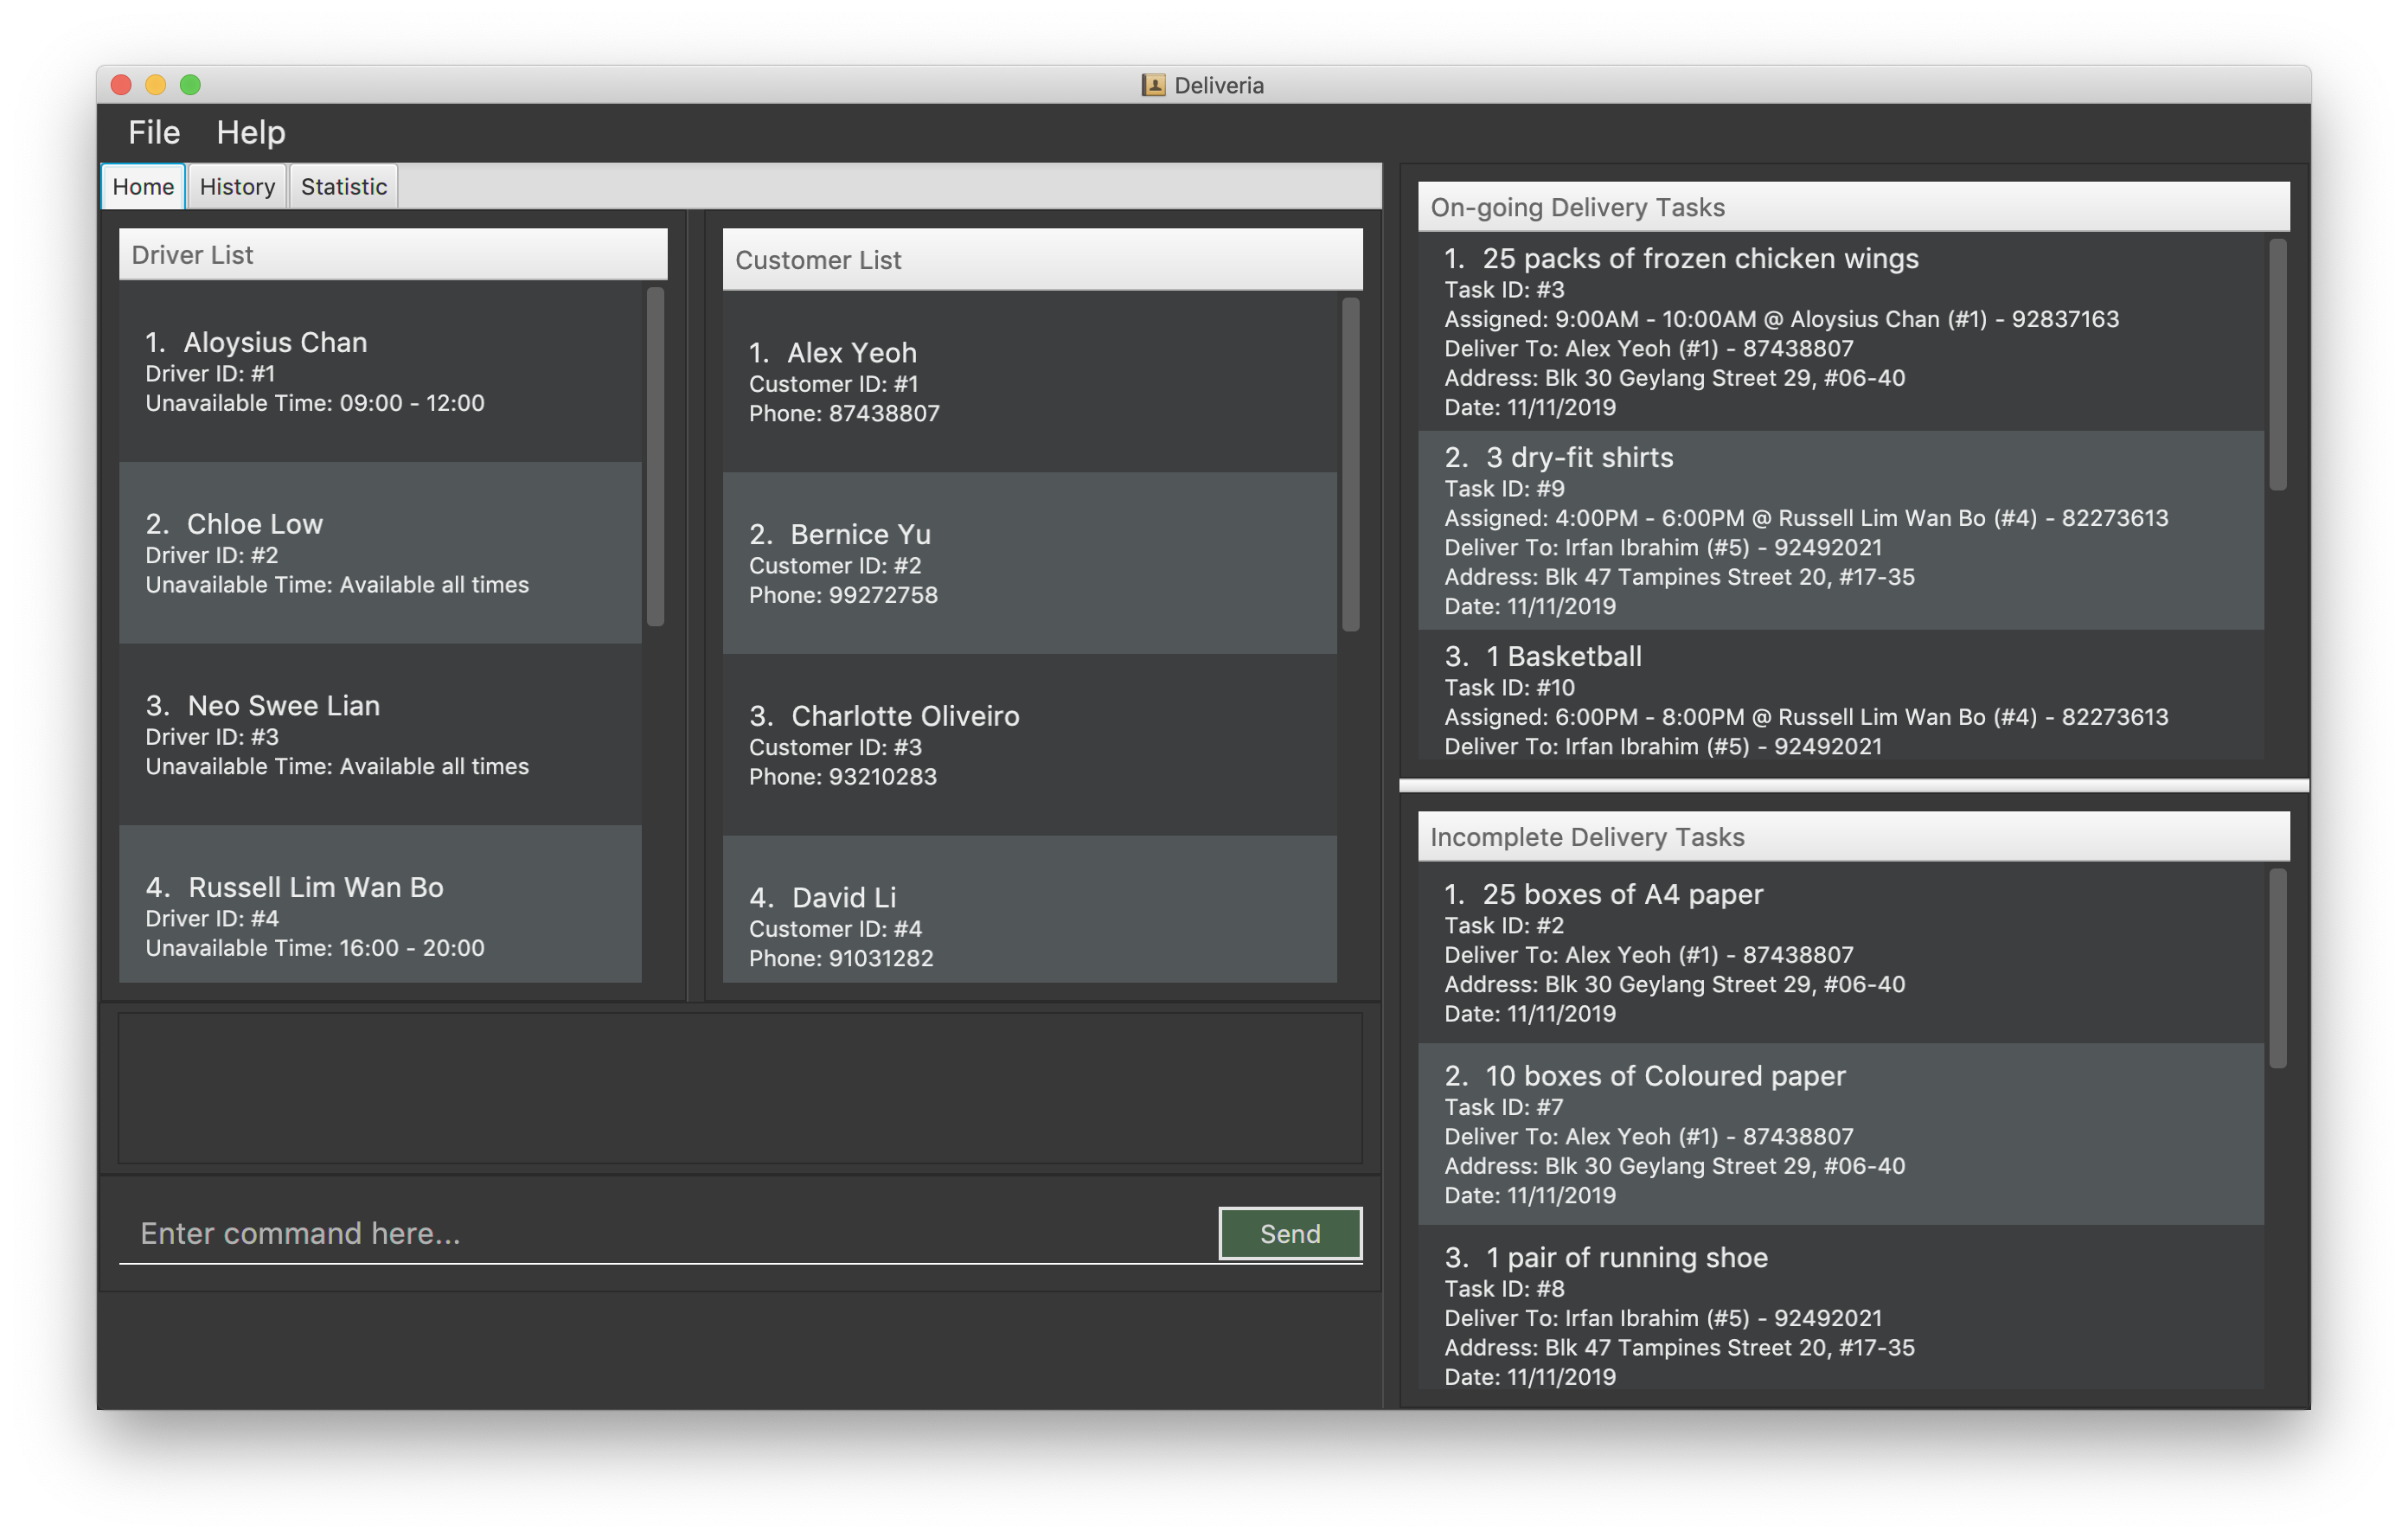 Deliveria
File Help
Home History Statistic
Driver List
1. Aloysius Chan
Driver ID: #1
Unavailable Time: 09:00 - 12:00
2. Chloe Low
Driver ID: #2
Unavailable Time: Available all times
3. Neo Swee Lian
Driver ID: #3
Unavailable Time: Available all times
4. Russell Lim Wan Bo
Driver ID: #4
Unavailable Time: 16:00 - 20:00
Customer List
1. Alex Yeoh
Customer ID: #1
Phone: 87438807
2. Bernice Yu
Customer ID: #2
Phone: 99272758
3. Charlotte Oliveiro
Customer ID: #3
Phone: 93210283
4. David Li
Customer ID: #4
Phone: 91031282
Enter command here...
Send
On-going Delivery Tasks
1. 25 packs of frozen chicken wings
Task ID: #3
Assigned: 9:00AM - 10:00AM @ Aloysius Chan (#1) - 92837163
Deliver To: Alex Yeoh (#1) - 87438807
Address: Blk 30 Geylang Street 29, #06-40
Date: 11/11/2019
2. 3 dry-fit shirts
Task ID: #9
Assigned: 4:00PM - 6:00PM @ Russell Lim Wan Bo (#4) - 82273613
Deliver To: Irfan Ibrahim (#5) - 92492021
Address: Blk 47 Tampines Street 20, #17-35
Date: 11/11/2019
3. 1 Basketball
Task ID: #10
Assigned: 6:00PM - 8:00PM @ Russell Lim Wan Bo (#4) - 82273613
Deliver To: Irfan Ibrahim (#5) - 92492021
Incomplete Delivery Tasks
1. 25 boxes of A4 paper
Task ID: #2
Deliver To: Alex Yeoh (#1) - 87438807
Address: Blk 30 Geylang Street 29, #06-40
Date: 11/11/2019
2. 10 boxes of Coloured paper
Task ID: #7
Deliver To: Alex Yeoh (#1) - 87438807
Address: Blk 30 Geylang Street 29, #06-40
Date: 11/11/2019
3. 1 pair of running shoe
Task ID: #8
Deliver To: Irfan Ibrahim (#5) - 92492021
Address: Blk 47 Tampines Street 20, #17-35
Date: 11/11/2019